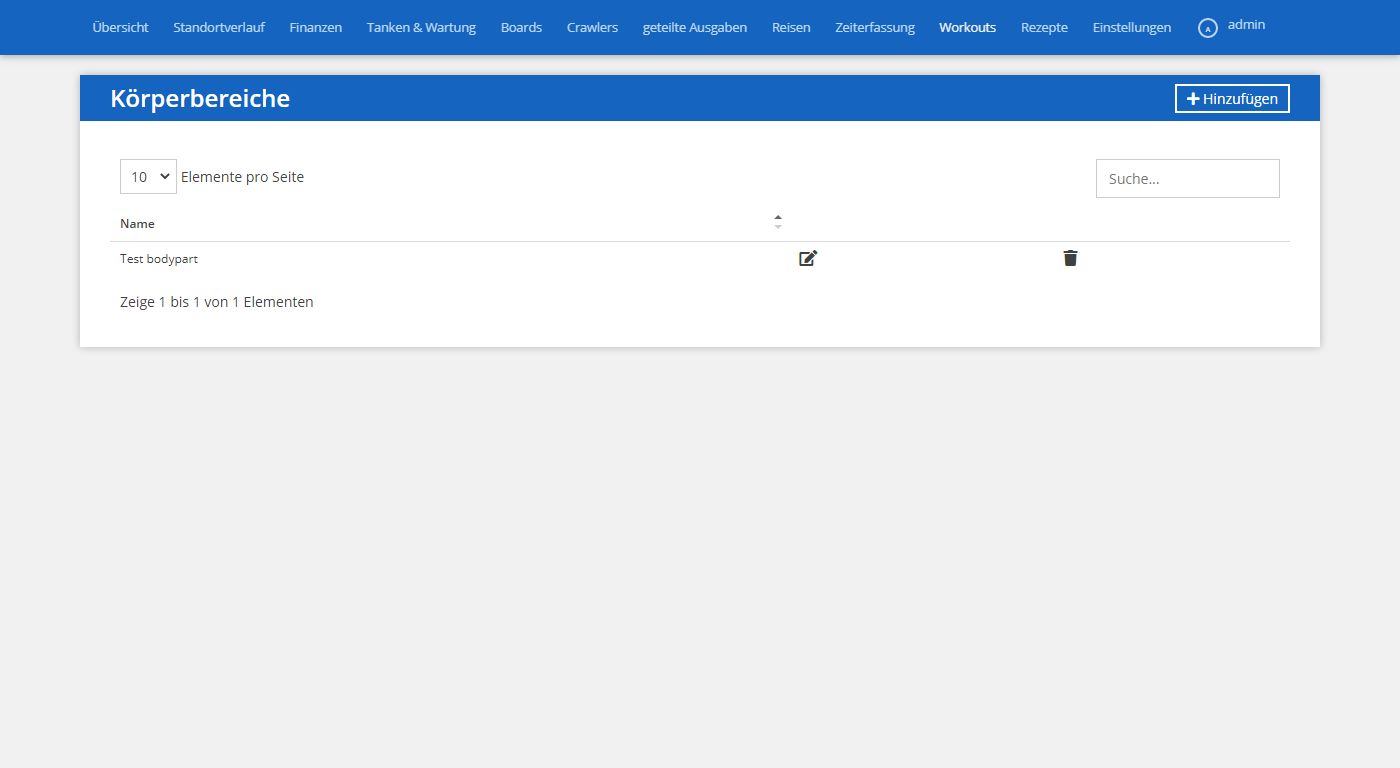 Übersicht Standortverlauf Finanzen Tanken & Wartung Boards Crawlers geteilte Ausgaben Reisen Zeiterfassung Workouts Rezepte Einstellungen A admin
Körperbereiche Hinzufügen
10 Elemente pro Seite Suche...
Name
Test bodypart
Zeige 1 bis 1 von 1 Elementen